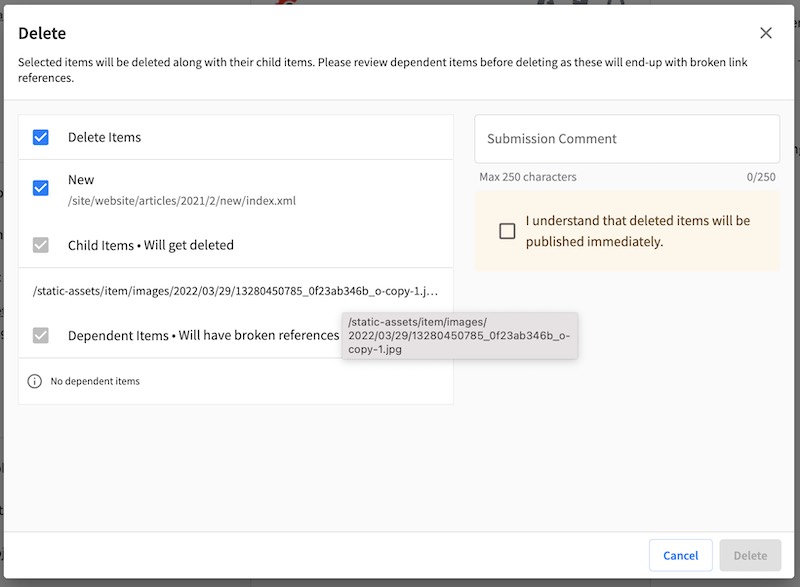 Delete
Selected items will be deleted along with their child items. Please review dependent items before deleting as these will end-up with broken link
references.
Delete Items
New
/site/website/articles/2021/2/new/index.xml
Child Items • Will get deleted
/static-assets/item/images/2022/03/29/13280450785_0f23ab346b_o-copy-1.j...
Dependent Items • Will have broken references
/static-assets/item/images/
2022/03/29/13280450785_0f23ab346b_o-
copy-1.jpg
No dependent items
Submission Comment
Max 250 characters
0/250
I understand that deleted items will be
published immediately.
Cancel
Delete